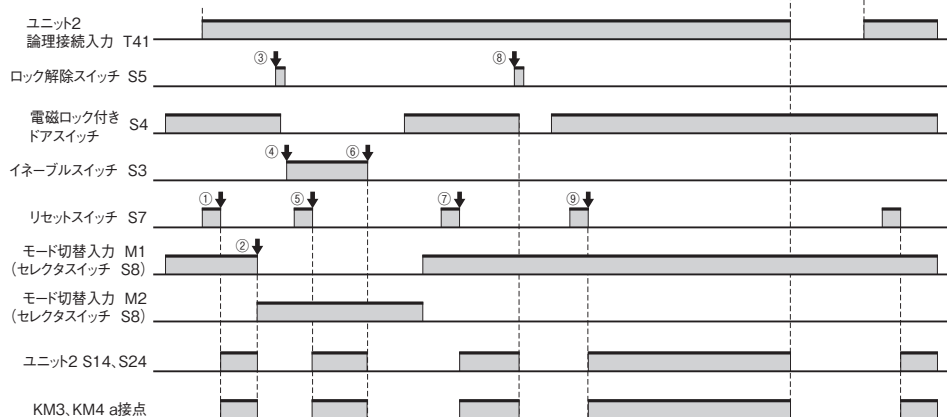 ユニット2
論理接続入力 T41
③
⑧
ロック解除スイッチ S5
電磁ロック付き
ドアスイッチ S4
④
⑥
イネーブルスイッチ S3
①
⑤
⑦
⑨
リセットスイッチ S7
②
モード切替入力 M1
(セレクタスイッチ S8)
モード切替入力 M2
(セレクタスイッチ S8)
ユニット2 S14、S24
KM3、KM4 a接点